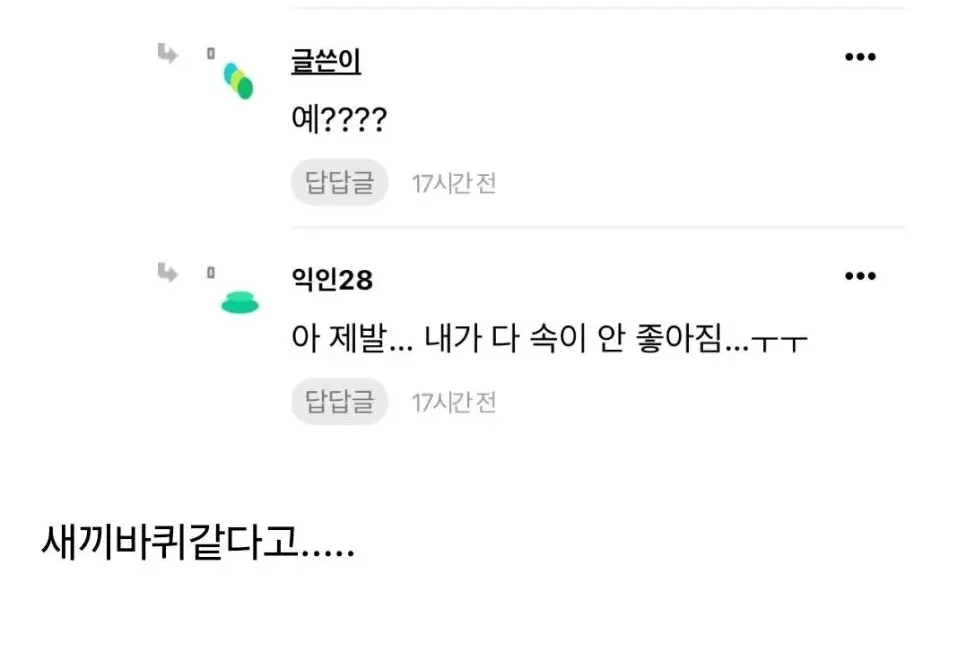 글쓴이
예????
답답글 17시간 전
익인28
아 제발... 내가 다 속이 안 좋아짐...ㅜㅜ
답답글 17시간 전
새끼바퀴같다고.....